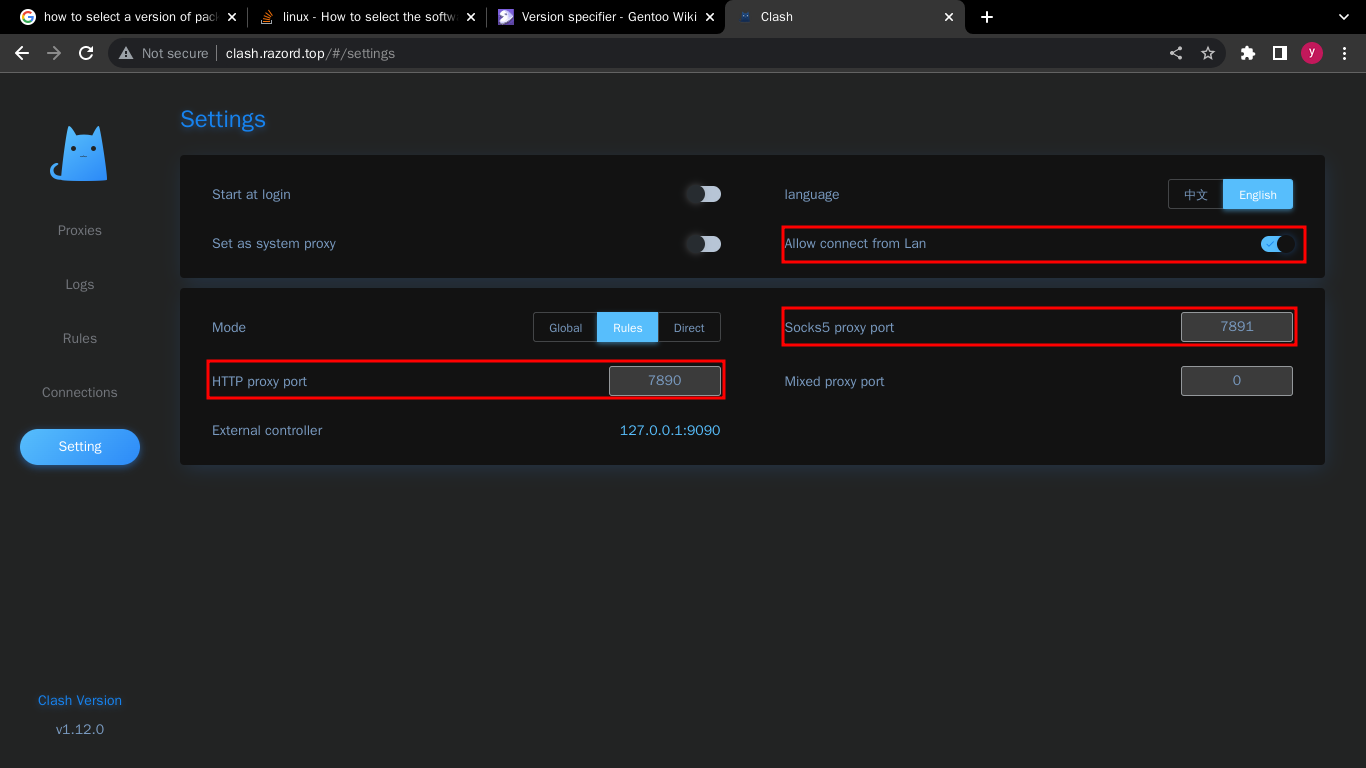 how to select a version of pac
linux - How to select the softw
Version specifier - Gentoo Wiki
Clash
Not secure
clash.razord.top/#/settings
y
Settings
Start at login
language
中文
English
Set as system proxy
Allow connect from Lan
Proxies
Logs
Rules
Connections
Setting
Mode
Global
Rules
Direct
Socks5 proxy port
7891
HTTP proxy port
7890
Mixed proxy port
0
External controller
127.0.0.1:9090
Clash Version
v1.12.0